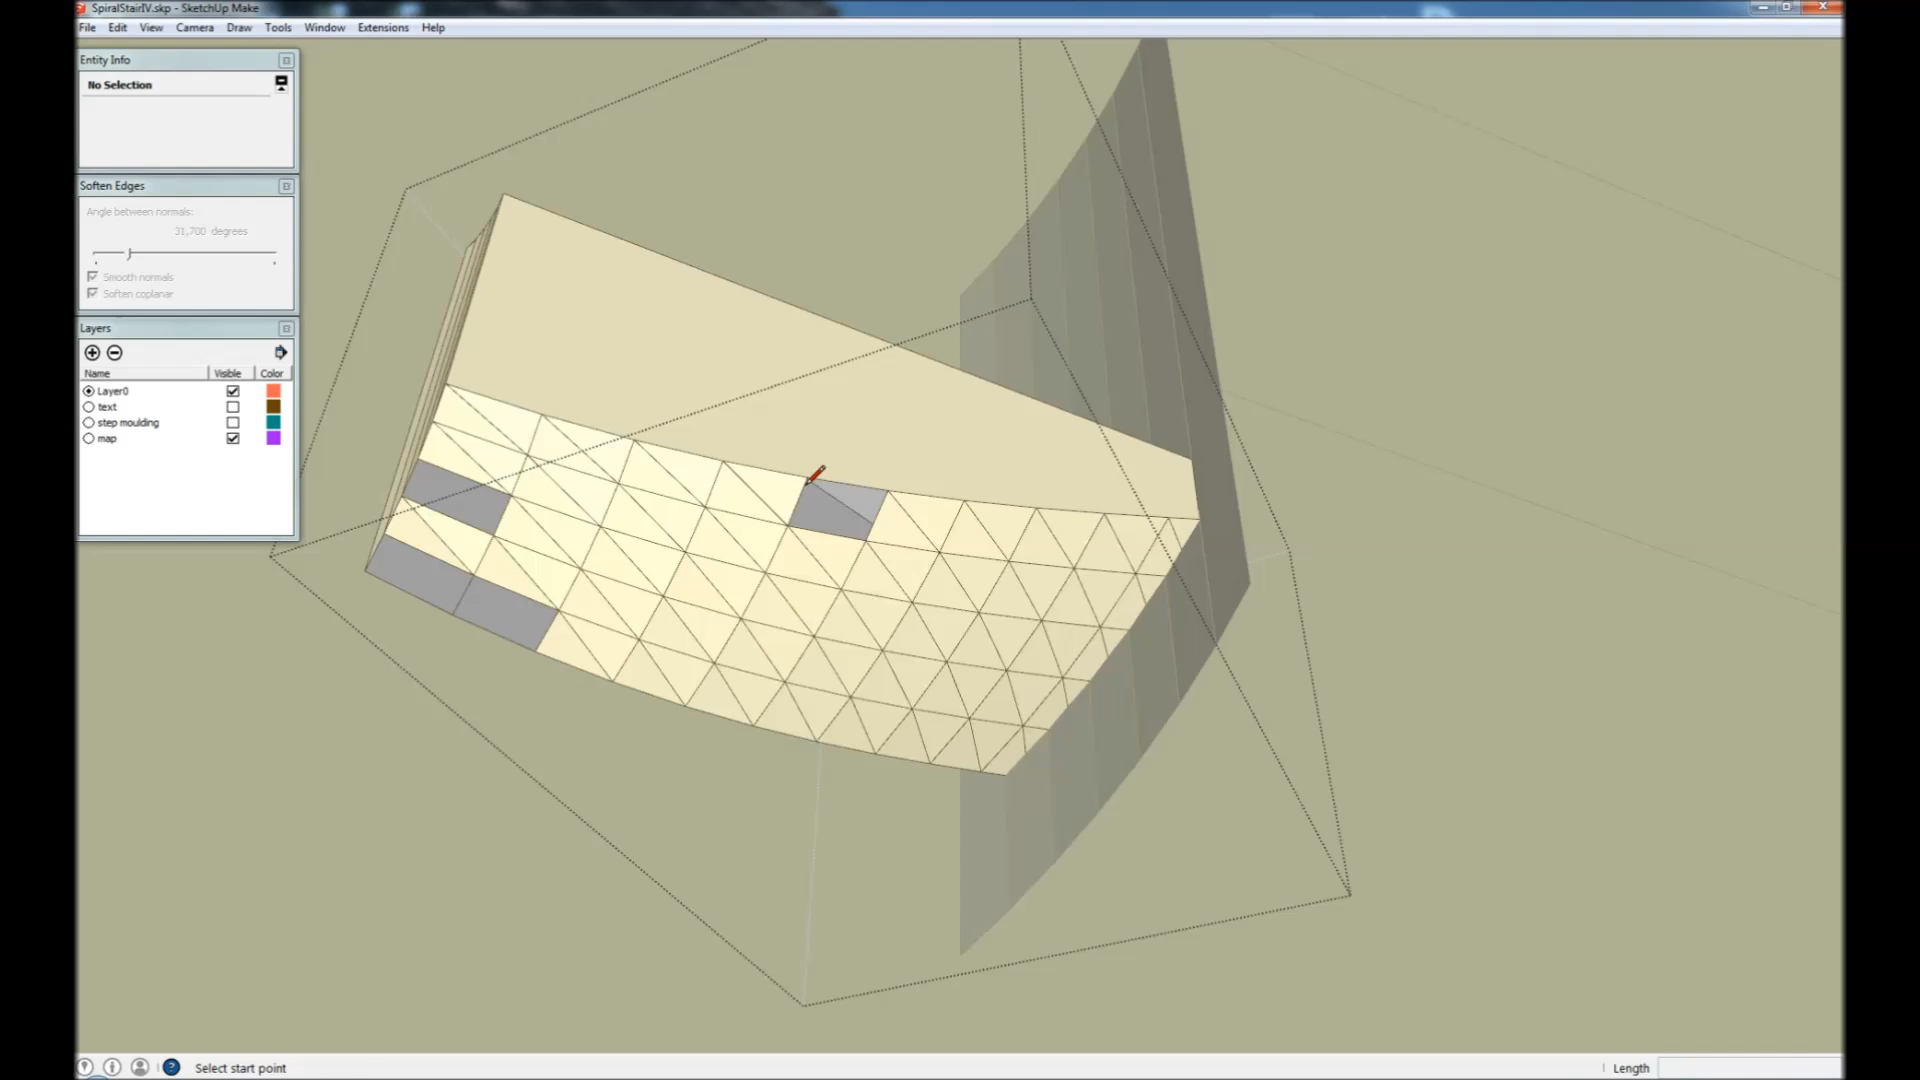 SpiralStairIV.skp - SketchUp Make
File Edit View Camera Draw Tools Window Extensions Help
Entity Info
No Selection
Soften Edges
Angle between normals:
31,700 degrees
Smooth normals
Soften coplanar
Layers
Name Visible Color
Layer0
text
step moulding
map
Select start point
Length